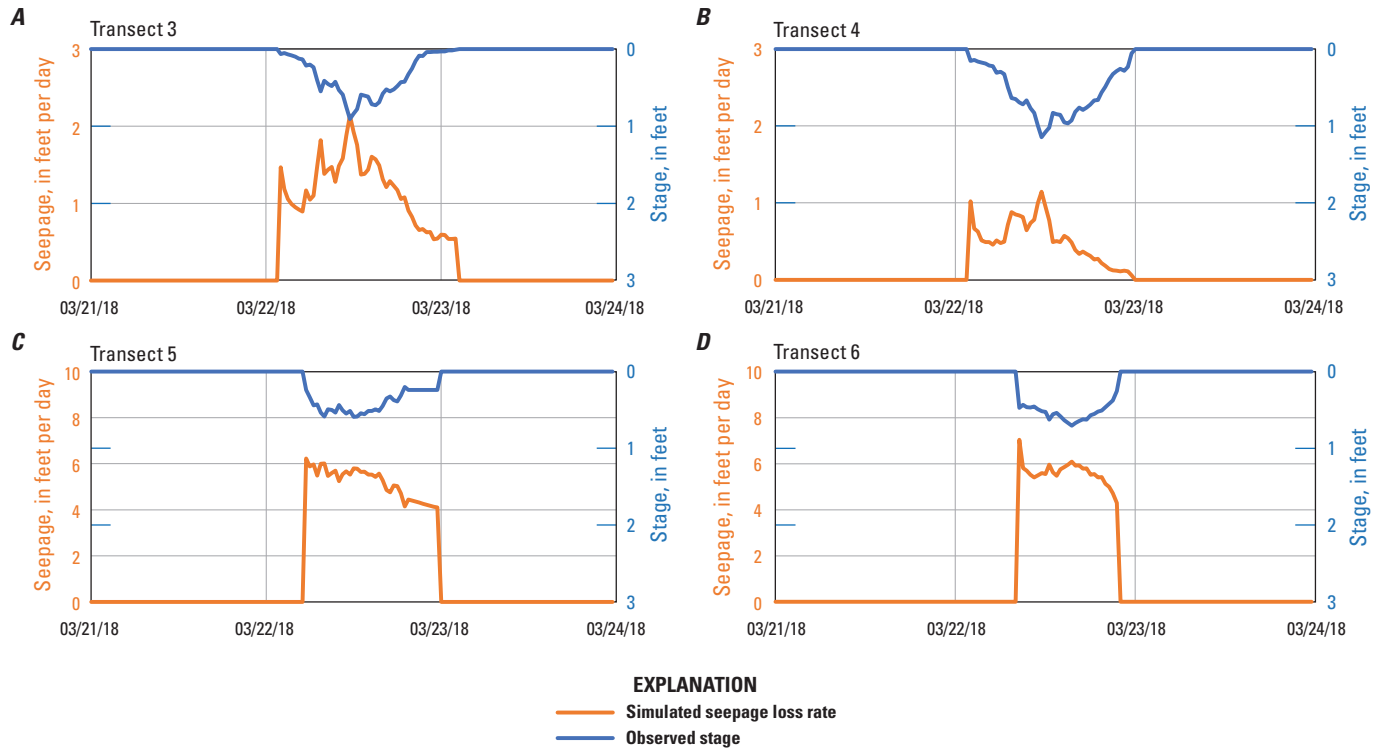 A
Transect 3
Seepage, in feet per day
3
2
1
0
Stage, in feet
0
1
2
3
03/21/18 03/22/18 03/23/18 03/24/18
B
Transect 4
Seepage, in feet per day
3
2
1
0
Stage, in feet
0
1
2
3
03/21/18 03/22/18 03/23/18 03/24/18
C
Transect 5
Seepage, in feet per day
10
8
6
4
2
0
Stage, in feet
0
1
2
3
03/21/18 03/22/18 03/23/18 03/24/18
D
Transect 6
Seepage, in feet per day
10
8
6
4
2
0
Stage, in feet
0
1
2
3
03/21/18 03/22/18 03/23/18 03/24/18
EXPLANATION
Simulated seepage loss rate
Observed stage